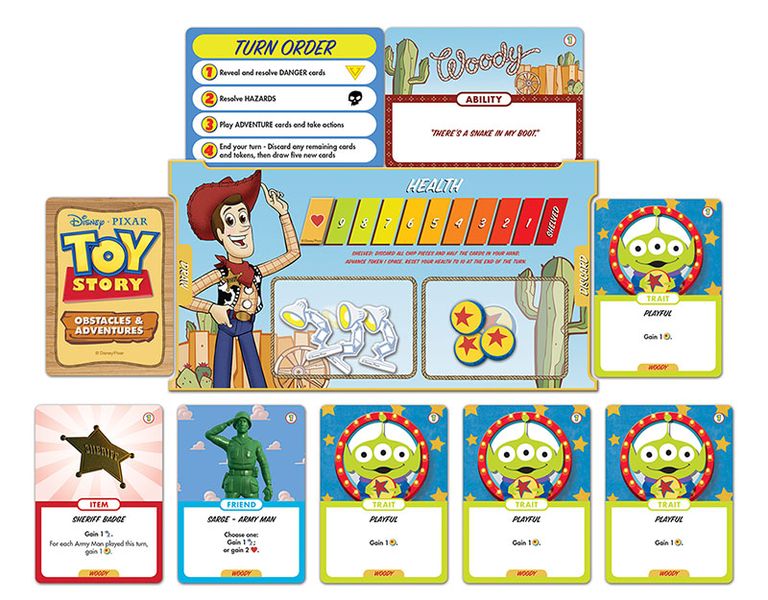 TURN ORDER
1 Reveal and resolve DANGER cards
2 Resolve HAZARDS
3 Play ADVENTURE cards and take actions
4 End your turn - Discard any remaining cards
and tokens, then draw five new cards
Woody
ABILITY
"THERE'S A SNAKE IN MY BOOT."
HEALTH
9 8 7 6 5 4 3 2 1 SHELVED
SHELVED: DISCARD ALL CHIP PIECES AND HALF THE CARDS IN YOUR HAND.
ADVANCE TOKEN 1 SPACE. RESET YOUR HEALTH TO 10 AT THE END OF THE TURN.
DISCARD
Disney · PIXAR
TOY
STORY
OBSTACLES &
ADVENTURES
© Disney/Pixar
TRAIT
PLAYFUL
Gain 1.
WOODY
SHERIFF
ITEM
SHERIFF BADGE
Gain 1.
For each Army Man played this turn,
gain 1.
WOODY
FRIEND
SARGE - ARMY MAN
Choose one:
Gain 1;
or gain 2.
WOODY
TRAIT
PLAYFUL
Gain 1.
WOODY
TRAIT
PLAYFUL
Gain 1.
WOODY
TRAIT
PLAYFUL
Gain 1.
WOODY